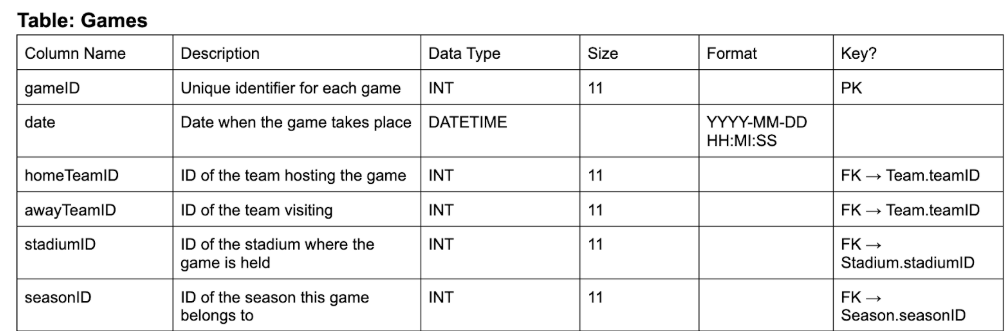 Table: Games
Column Name Description Data Type Size Format Key?
gameID Unique identifier for each game INT 11 PK
date Date when the game takes place DATETIME YYYY-MM-DD
HH:MI:SS
homeTeamID ID of the team hosting the game INT 11 FK → Team.teamID
awayTeamID ID of the team visiting INT 11 FK → Team.teamID
stadiumID ID of the stadium where the INT 11 FK →
game is held Stadium.stadiumID
seasonID ID of the season this game INT 11 FK →
belongs to Season.seasonID